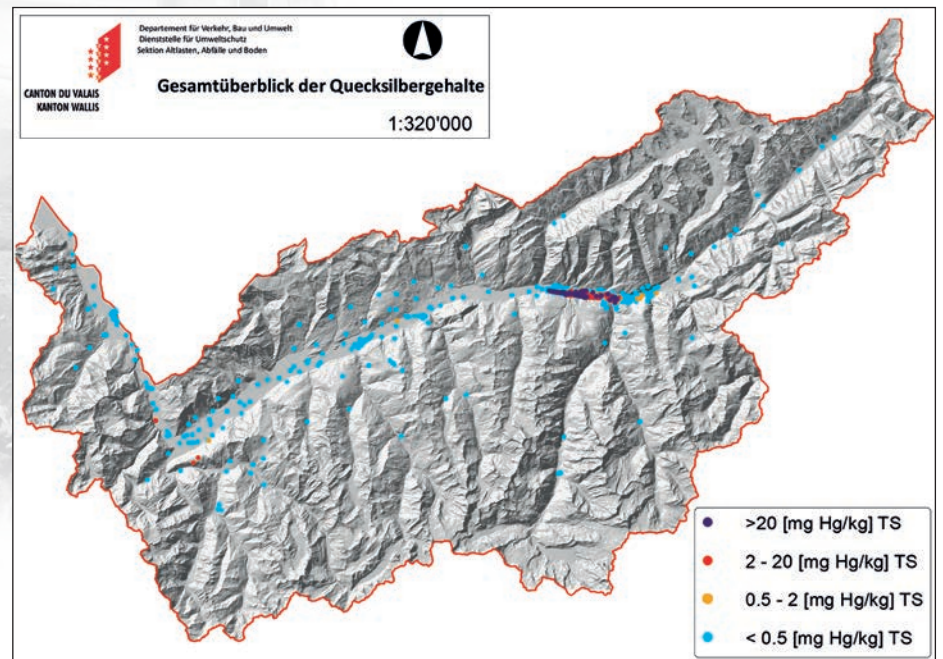 Departement für Verkehr, Bau und Umwelt
Dienststelle für Umweltschutz
Sektion Altlasten, Abfälle und Boden
CANTON DU VALAIS
KANTON WALLIS
Gesamtüberblick der Quecksilbergehalte
1:320'000
>20 [mg Hg/kg] TS
2 - 20 [mg Hg/kg] TS
0.5 - 2 [mg Hg/kg] TS
< 0.5 [mg Hg/kg] TS